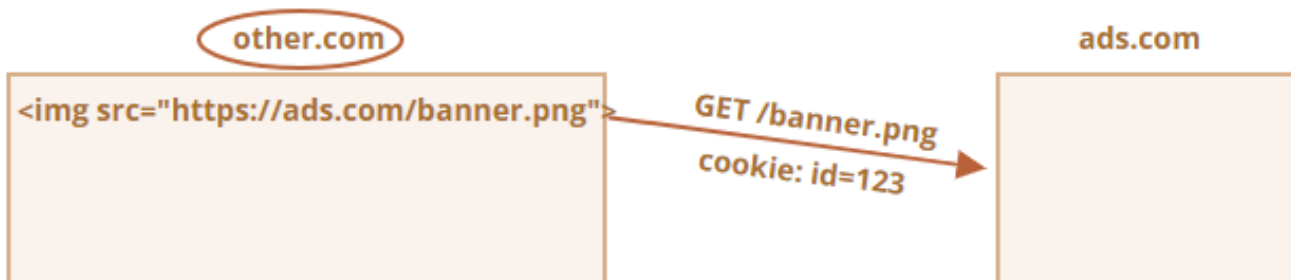 other.com
ads.com
<img src="https://ads.com/banner.png">
GET /banner.png
cookie: id=123